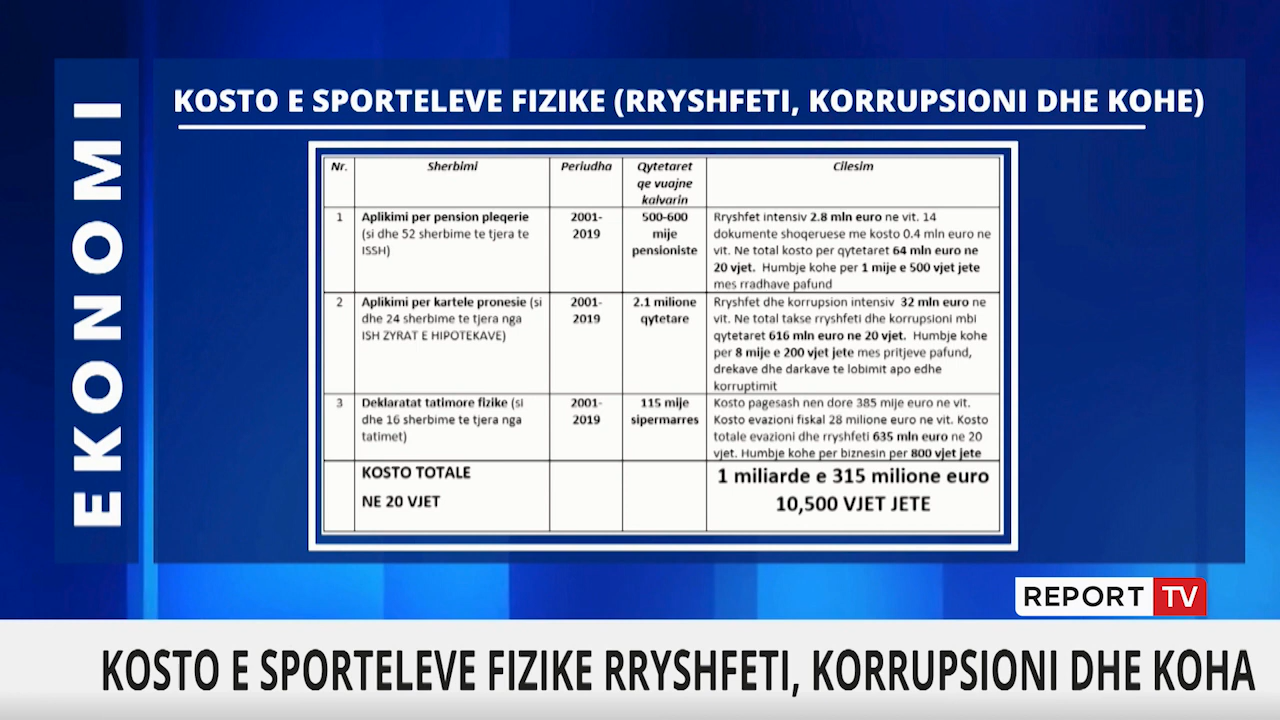 EKONOMI
KOSTO E SPORTELEVE FIZIKE (RRYSHFETI, KORRUPSIONI DHE KOHE)
Nr.
Sherbimi
Periudha
Qytetaret
qe vuajne
kalvarin
Cilesim
1
Aplikimi per pension pleqerie
(si dhe 52 sherbime te tjera te
ISSH)
2001-
2019
500-600
mije
pensioniste
Rryshfet intensiv 2.8 mln euro ne vit. 14
dokumente shoqeruese me kosto 0.4 mln euro ne
vit. Ne total kosto per qytetaret 64 mln euro ne
20 vjet. Humbje kohe per 1 mije e 500 vjet jete
mes rradhave pafund
2
Aplikimi per kartele pronesie (si
dhe 24 sherbime te tjera nga
ISH ZYRAT E HIPOTEKAVE)
2001-
2019
2.1 milione
qytetare
Rryshfet dhe korrupsion intensiv 32 mln euro ne
vit. Ne total takse rryshfeti dhe korrupsioni mbi
qytetaret 616 mln euro ne 20 vjet. Humbje kohe
per 8 mije e 200 vjet jete mes pritjeve pafund,
drekave dhe darkave te lobimit apo edhe
korruptimit
3
Deklaratat tatimore fizike (si
dhe 16 sherbime te tjera nga
tatimet)
2001-
2019
115 mije
sipermarres
Kosto pagesash nen dore 385 mije euro ne vit.
Kosto evazioni fiskal 28 milione euro ne vit. Kosto
totale evazioni dhe rryshfeti 635 mln euro ne 20
vjet. Humbje kohe per biznesin per 800 vjet jete
KOSTO TOTALE
NE 20 VJET
1 miliarde e 315 milione euro
10,500 VJET JETE
REPORT TV
KOSTO E SPORTELEVE FIZIKE RRYSHFETI, KORRUPSIONI DHE KOHA